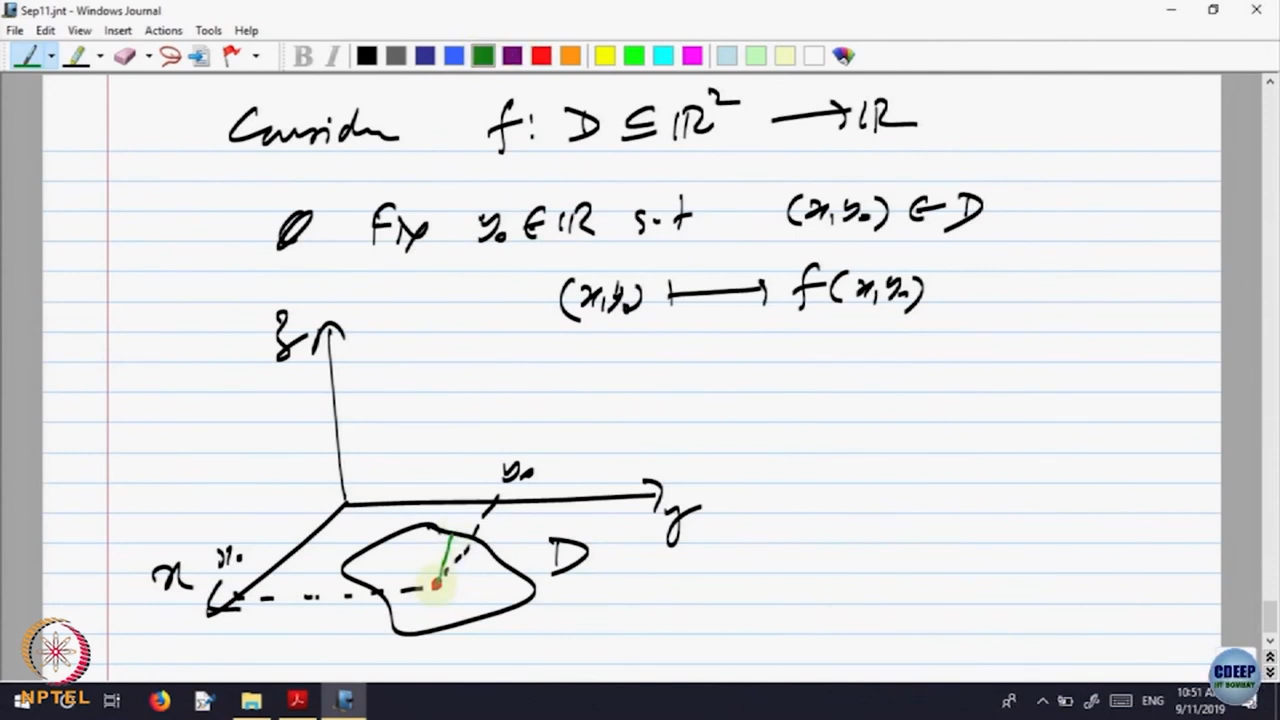 Sep11.jnt - Windows Journal
File Edit View Insert Actions Tools Help
B I
Consider f: D ⊆ ℝ² → ℝ
Fix y₀ ∈ ℝ s.t (x,y₀) ∈ D
(x,y₀) ↦ f(x,y₀)
z
y₀
y
D
x₀
x
NPTEL
CDEEP
IIT BOMBAY
ENG
10:51 A
9/11/2019